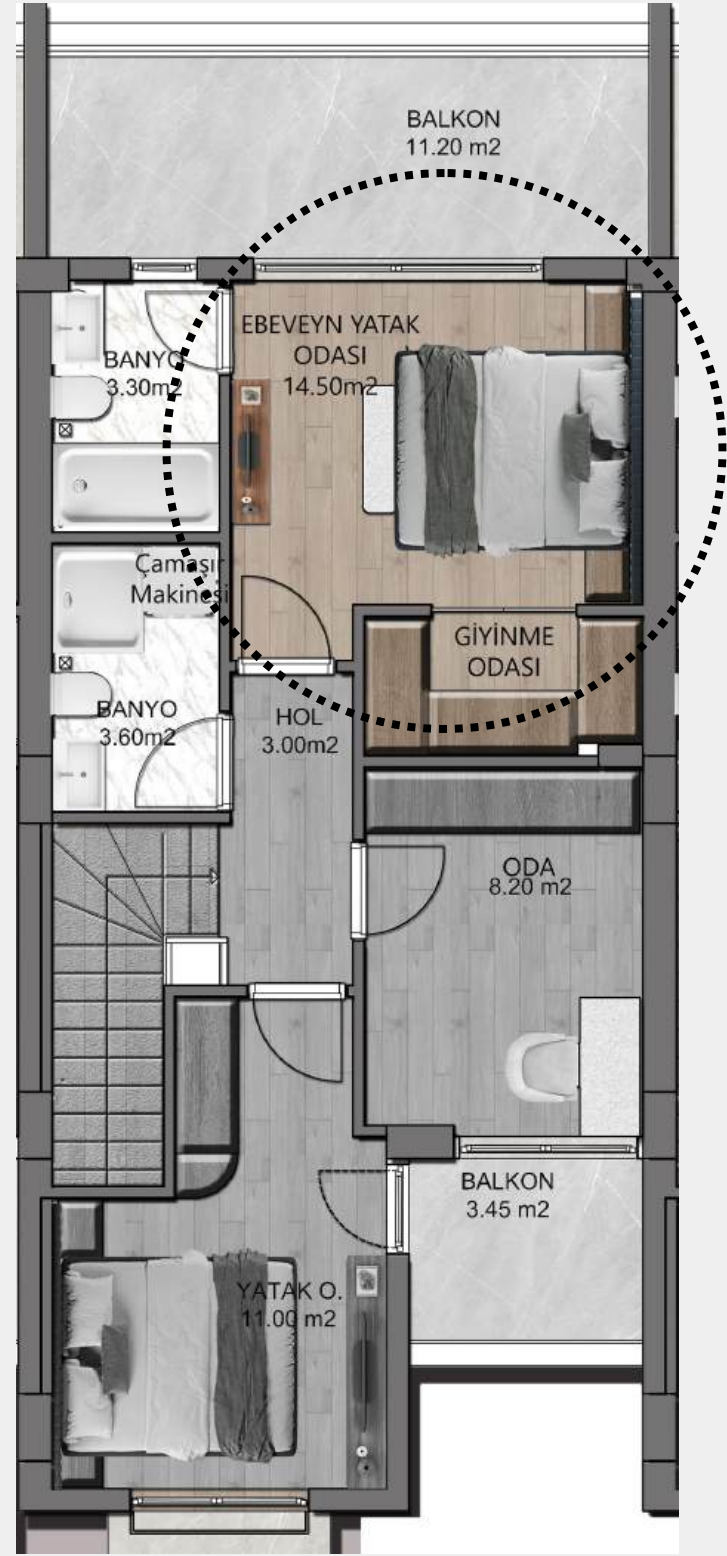 BALKON
11.20 m2
EBEVEYN YATAK
ODASI
14.50m2
BANYO
3.30m2
Çamaşır
Makinesi
GİYİNME
ODASI
BANYO
3.60m2
HOL
3.00m2
ODA
8.20 m2
BALKON
3.45 m2
YATAK O.
11.00 m2